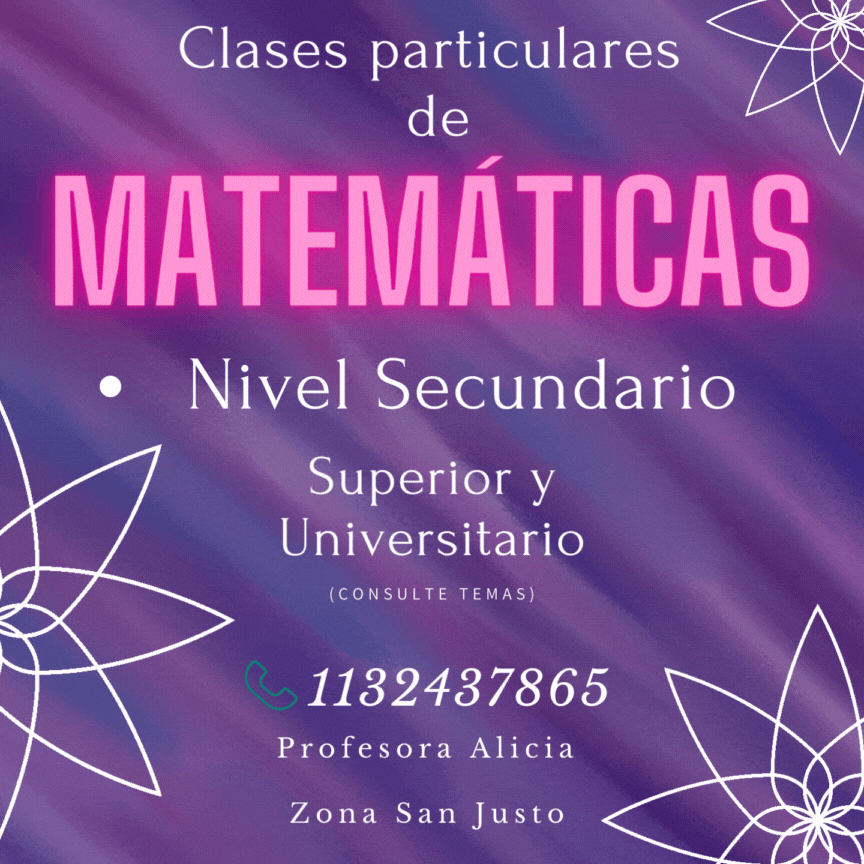 Clases particulares
de
MATEMÁTICAS
• Nivel Secundario
Superior y
Universitario
(CONSULTE TEMAS)
1132437865
Profesora Alicia
Zona San Justo